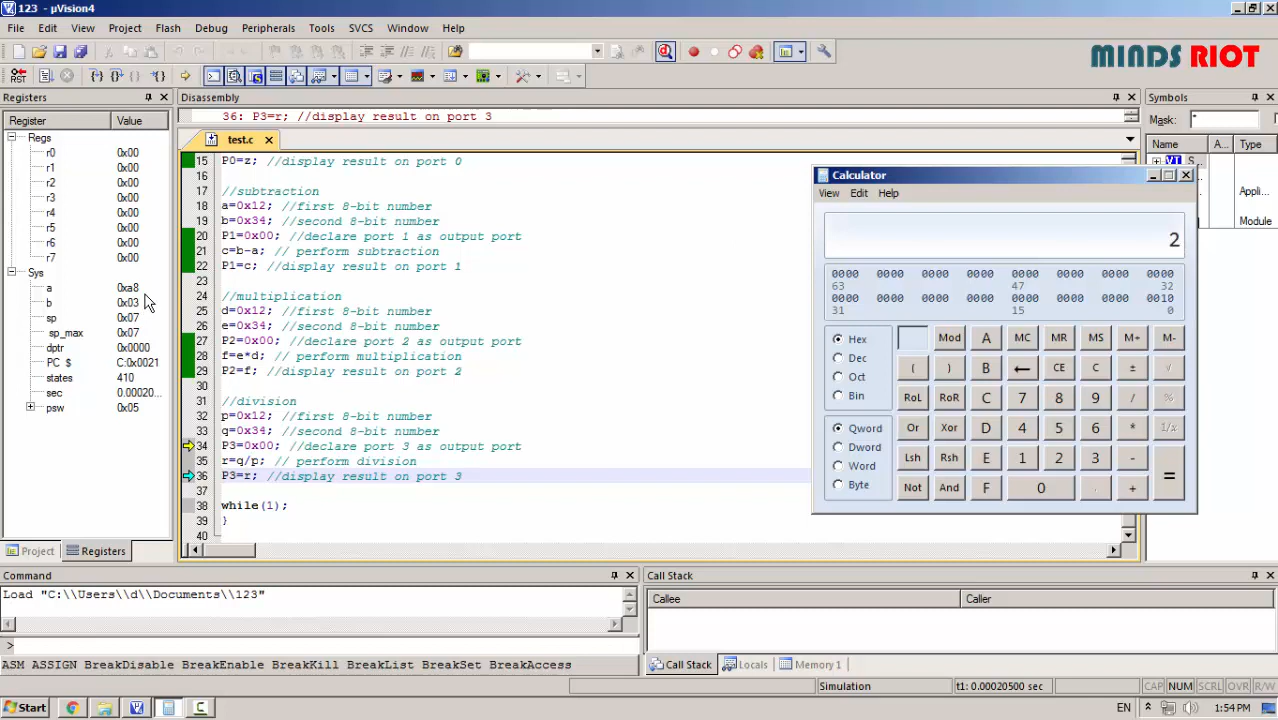 123 - µVision4
File Edit View Project Flash Debug Peripherals Tools SVCS Window Help
MINDS RIOT
RST
Registers
Disassembly
Symbols
Register Value
36: P3=r; //display result on port 3
Mask: *
test.c
Name A... Type
Regs
r0 0x00
r1 0x00
r2 0x00
r3 0x00
r4 0x00
r5 0x00
r6 0x00
r7 0x00
Sys
a 0xa8
b 0x03
sp 0x07
sp_max 0x07
dptr 0x0000
PC $ C:0x0021
states 410
sec 0.00020...
psw 0x05
Project Registers
15 P0=z; //display result on port 0
16
17 //subtraction
18 a=0x12; //first 8-bit number
19 b=0x34; //second 8-bit number
20 P1=0x00; //declare port 1 as output port
21 c=b-a; // perform subtraction
22 P1=c; //display result on port 1
23
24 //multiplication
25 d=0x12; //first 8-bit number
26 e=0x34; //second 8-bit number
27 P2=0x00; //declare port 2 as output port
28 f=e*d; // perform multiplication
29 P2=f; //display result on port 2
30
31 //division
32 p=0x12; //first 8-bit number
33 q=0x34; //second 8-bit number
34 P3=0x00; //declare port 3 as output port
35 r=q/p; // perform division
36 P3=r; //display result on port 3
37
38 while(1);
39 }
40
Calculator
View Edit Help
2
0000 0000 0000 0000 0000 0000 0000 0000
63 47 32
0000 0000 0000 0000 0000 0000 0000 0010
31 15 0
Hex
Dec
Oct
Bin
Qword
Dword
Word
Byte
Mod A MC MR MS M+ M-
( ) B ← CE C ± √
RoL RoR C 7 8 9 / %
Or Xor D 4 5 6 * 1/x
Lsh Rsh E 1 2 3 - =
Not And F 0 . +
Appli...
Module
Command
Load "C:\\Users\\d\\Documents\\123"
>
ASM ASSIGN BreakDisable BreakEnable BreakKill BreakList BreakSet BreakAccess
Call Stack
Callee Caller
Call Stack Locals Memory 1
Simulation t1: 0.00020500 sec CAP NUM SCRL OVR R/W
Start EN 1:54 PM